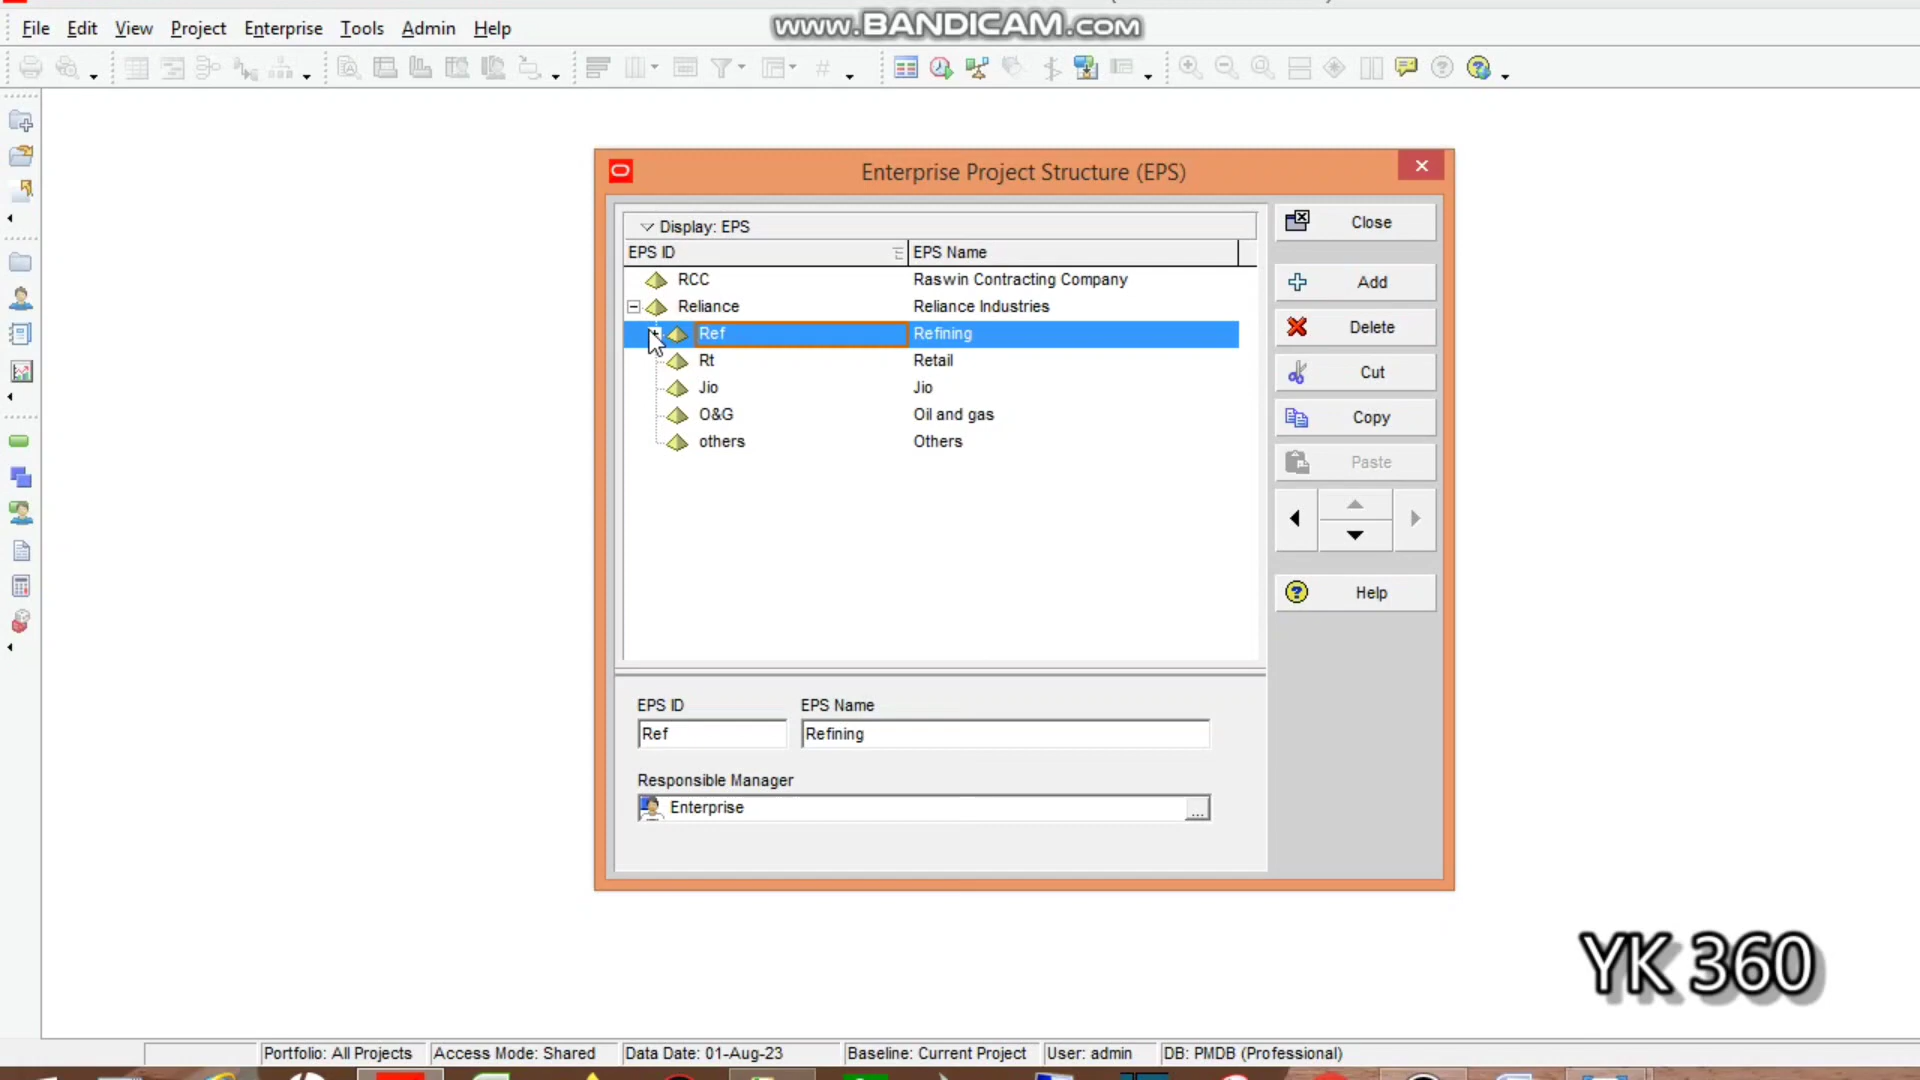 www.BANDICAM.com
File Edit View Project Enterprise Tools Admin Help
Enterprise Project Structure (EPS)
Display: EPS
EPS ID EPS Name
RCC Raswin Contracting Company
Reliance Reliance Industries
Ref Refining
Rt Retail
Jio Jio
O&G Oil and gas
others Others
Close
Add
Delete
Cut
Copy
Paste
Help
EPS ID EPS Name
Ref Refining
Responsible Manager
Enterprise
...
YK 360
Portfolio: All Projects Access Mode: Shared Data Date: 01-Aug-23 Baseline: Current Project User: admin DB: PMDB (Professional)